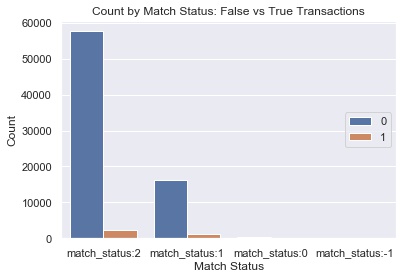 Count by Match Status: False vs True Transactions
60000
50000
40000
30000
20000
10000
0
Count
0
1
match_status:2 match_status:1 match_status:0 match_status:-1
Match Status